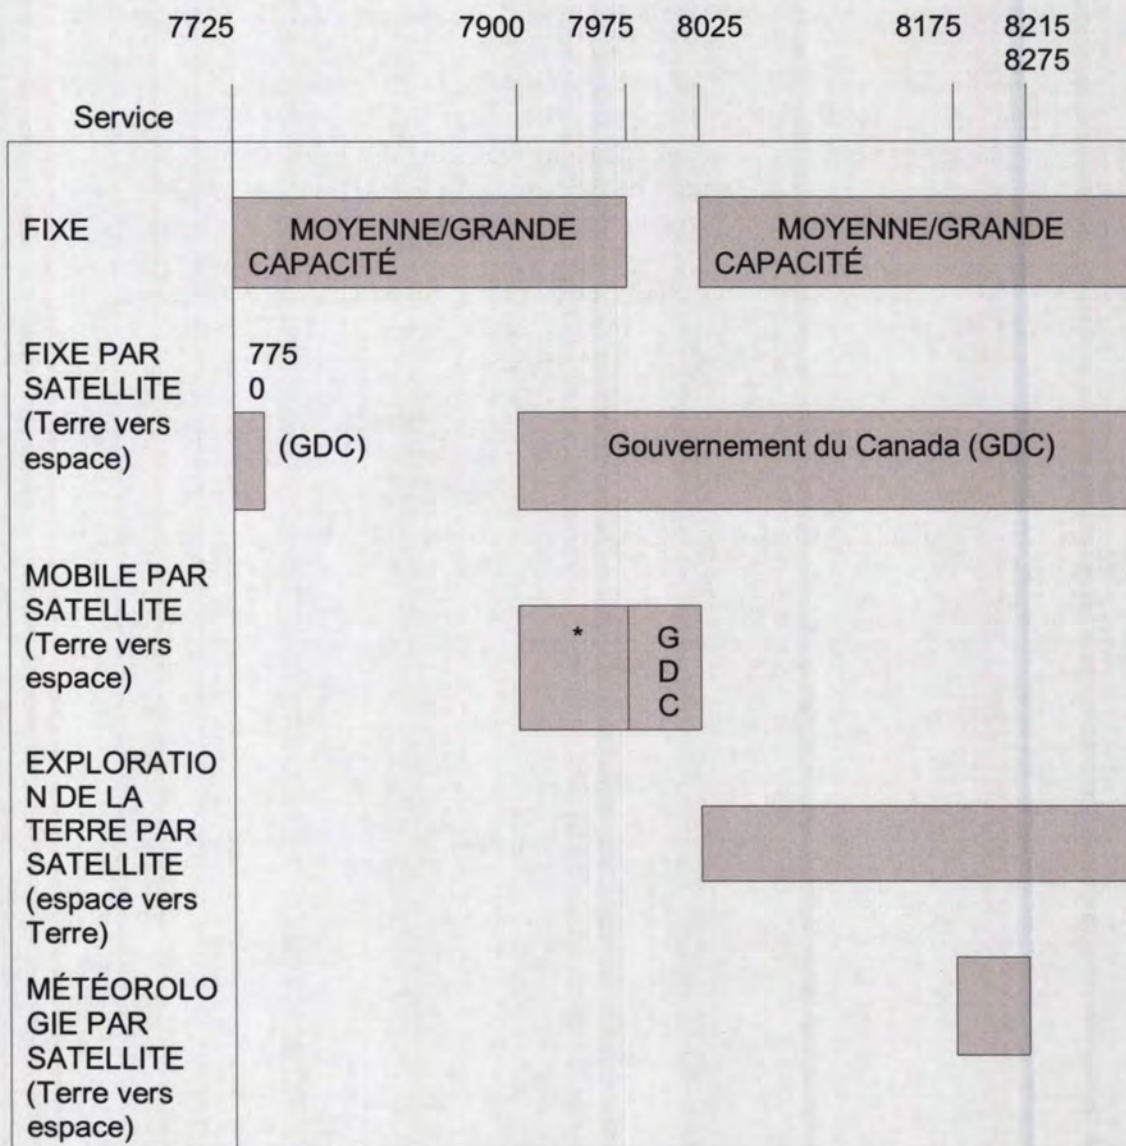 7725 7900 7975 8025 8175 8215
8275
Service
FIXE
MOYENNE/GRANDE
CAPACITÉ
MOYENNE/GRANDE
CAPACITÉ
FIXE PAR
SATELLITE
(Terre vers
espace)
775
0
(GDC)
Gouvernement du Canada (GDC)
MOBILE PAR
SATELLITE
(Terre vers
espace)
*
G
D
C
EXPLORATIO
N DE LA
TERRE PAR
SATELLITE
(espace vers
Terre)
MÉTÉOROLO
GIE PAR
SATELLITE
(Terre vers
espace)